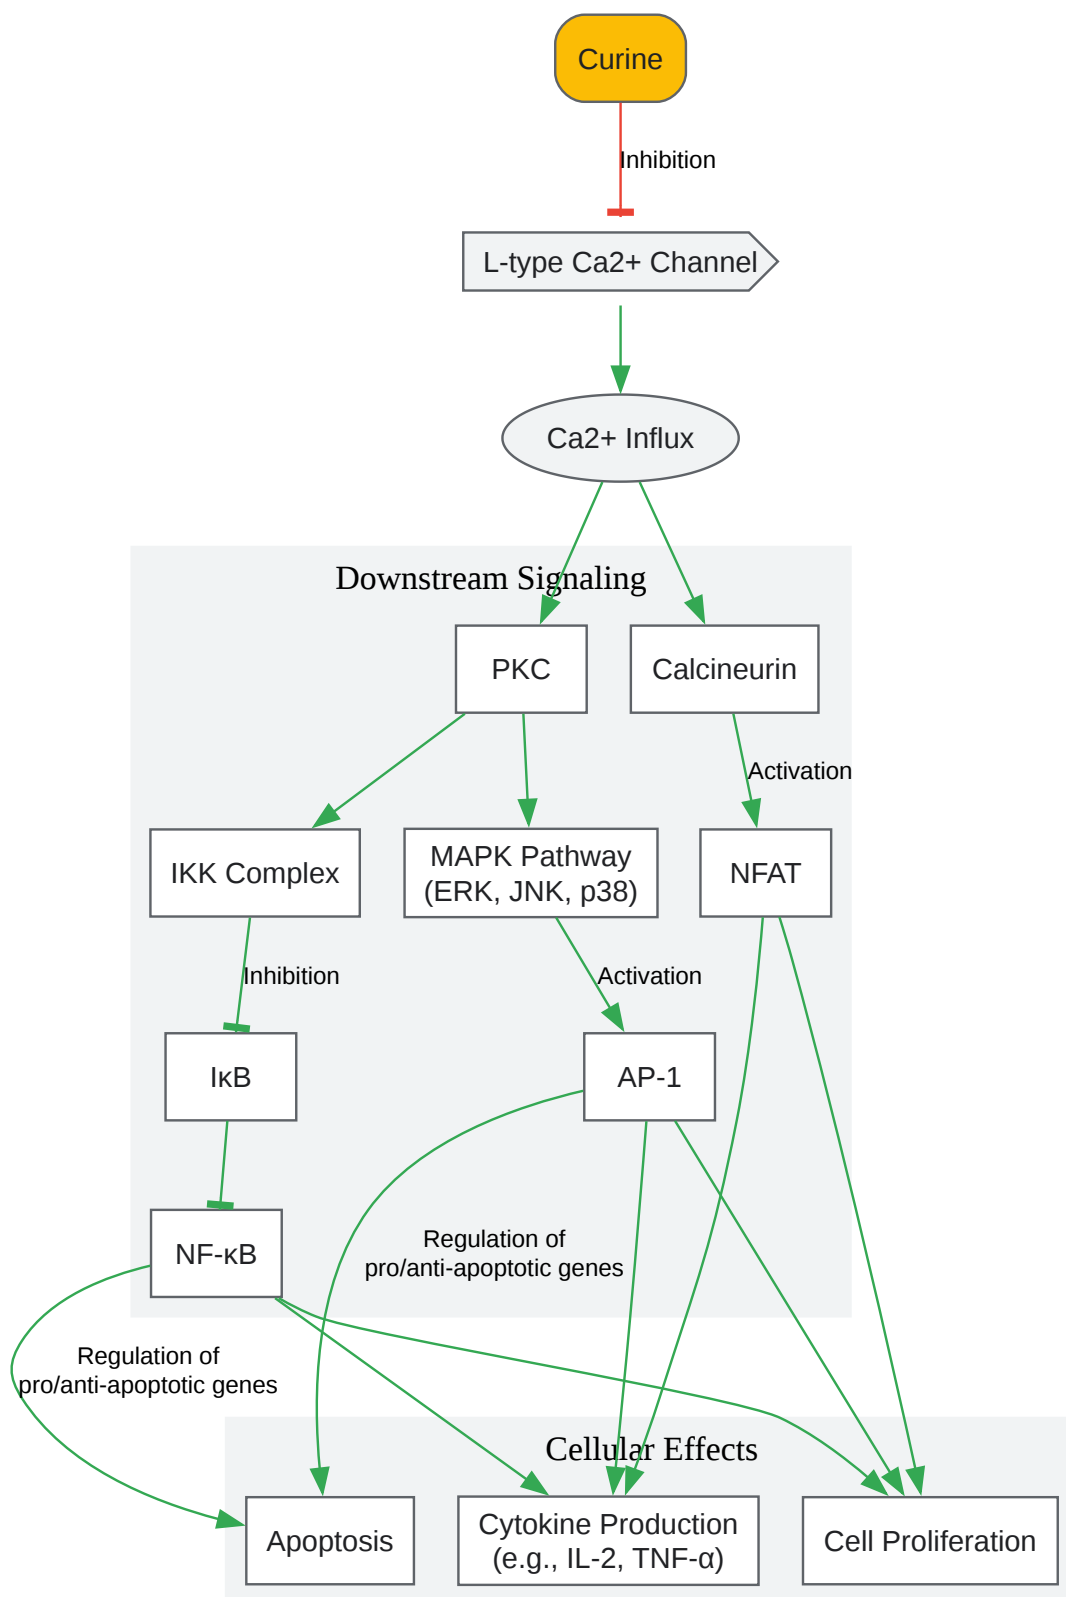 Curine
Inhibition
L-type Ca2+ Channel
Ca2+ Influx
Downstream Signaling
PKC
Calcineurin
Activation
IKK Complex
MAPK Pathway
(ERK, JNK, p38)
NFAT
Inhibition
Activation
IκB
AP-1
Regulation of
pro/anti-apoptotic genes
NF-κB
Regulation of
pro/anti-apoptotic genes
Cellular Effects
Apoptosis
Cytokine Production
(e.g., IL-2, TNF-α)
Cell Proliferation